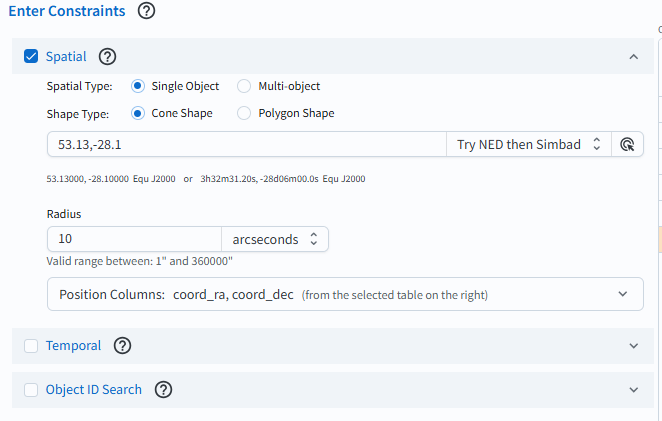 Enter Constraints ?
Spatial ?
Spatial Type: Single Object Multi-object
Shape Type: Cone Shape Polygon Shape
53.13,-28.1 Try NED then Simbad
53.13000, -28.10000 Equ J2000 or 3h32m31.20s, -28d06m00.0s Equ J2000
Radius
10 arcseconds
Valid range between: 1" and 360000"
Position Columns: coord_ra, coord_dec (from the selected table on the right)
Temporal ?
Object ID Search ?